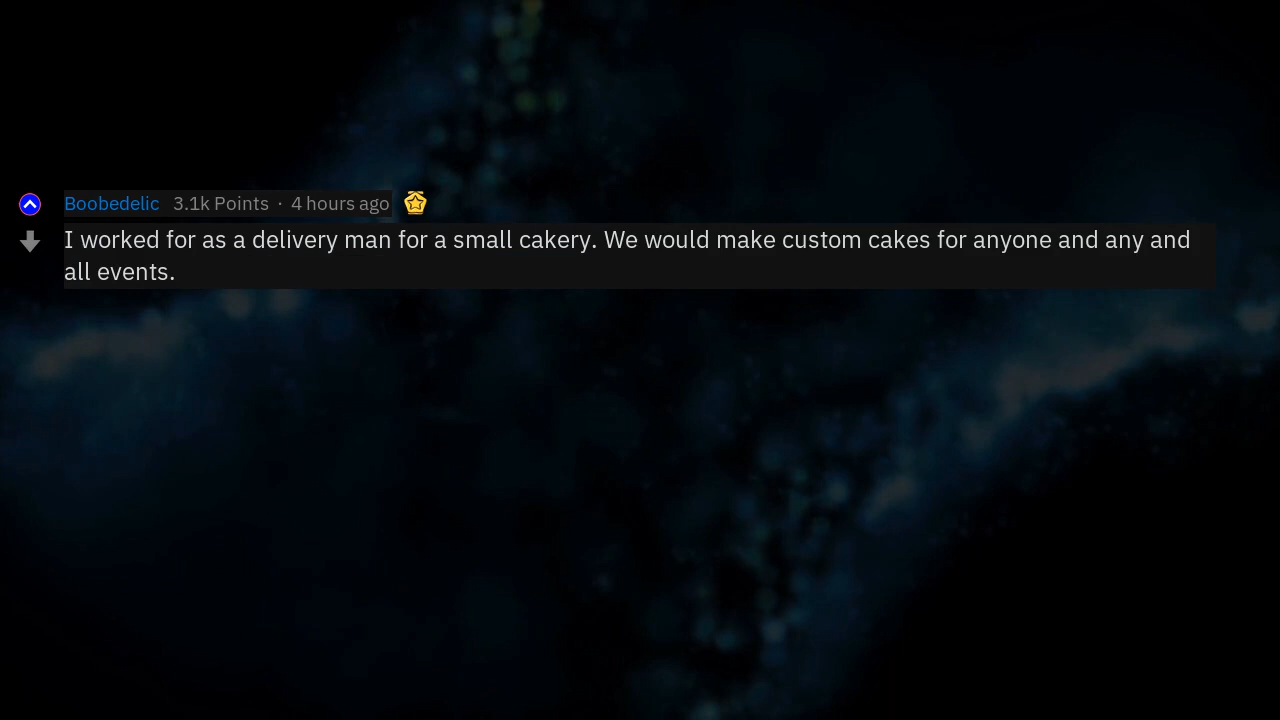 Boobedelic 3.1k Points · 4 hours ago
I worked for as a delivery man for a small cakery. We would make custom cakes for anyone and any and
all events.